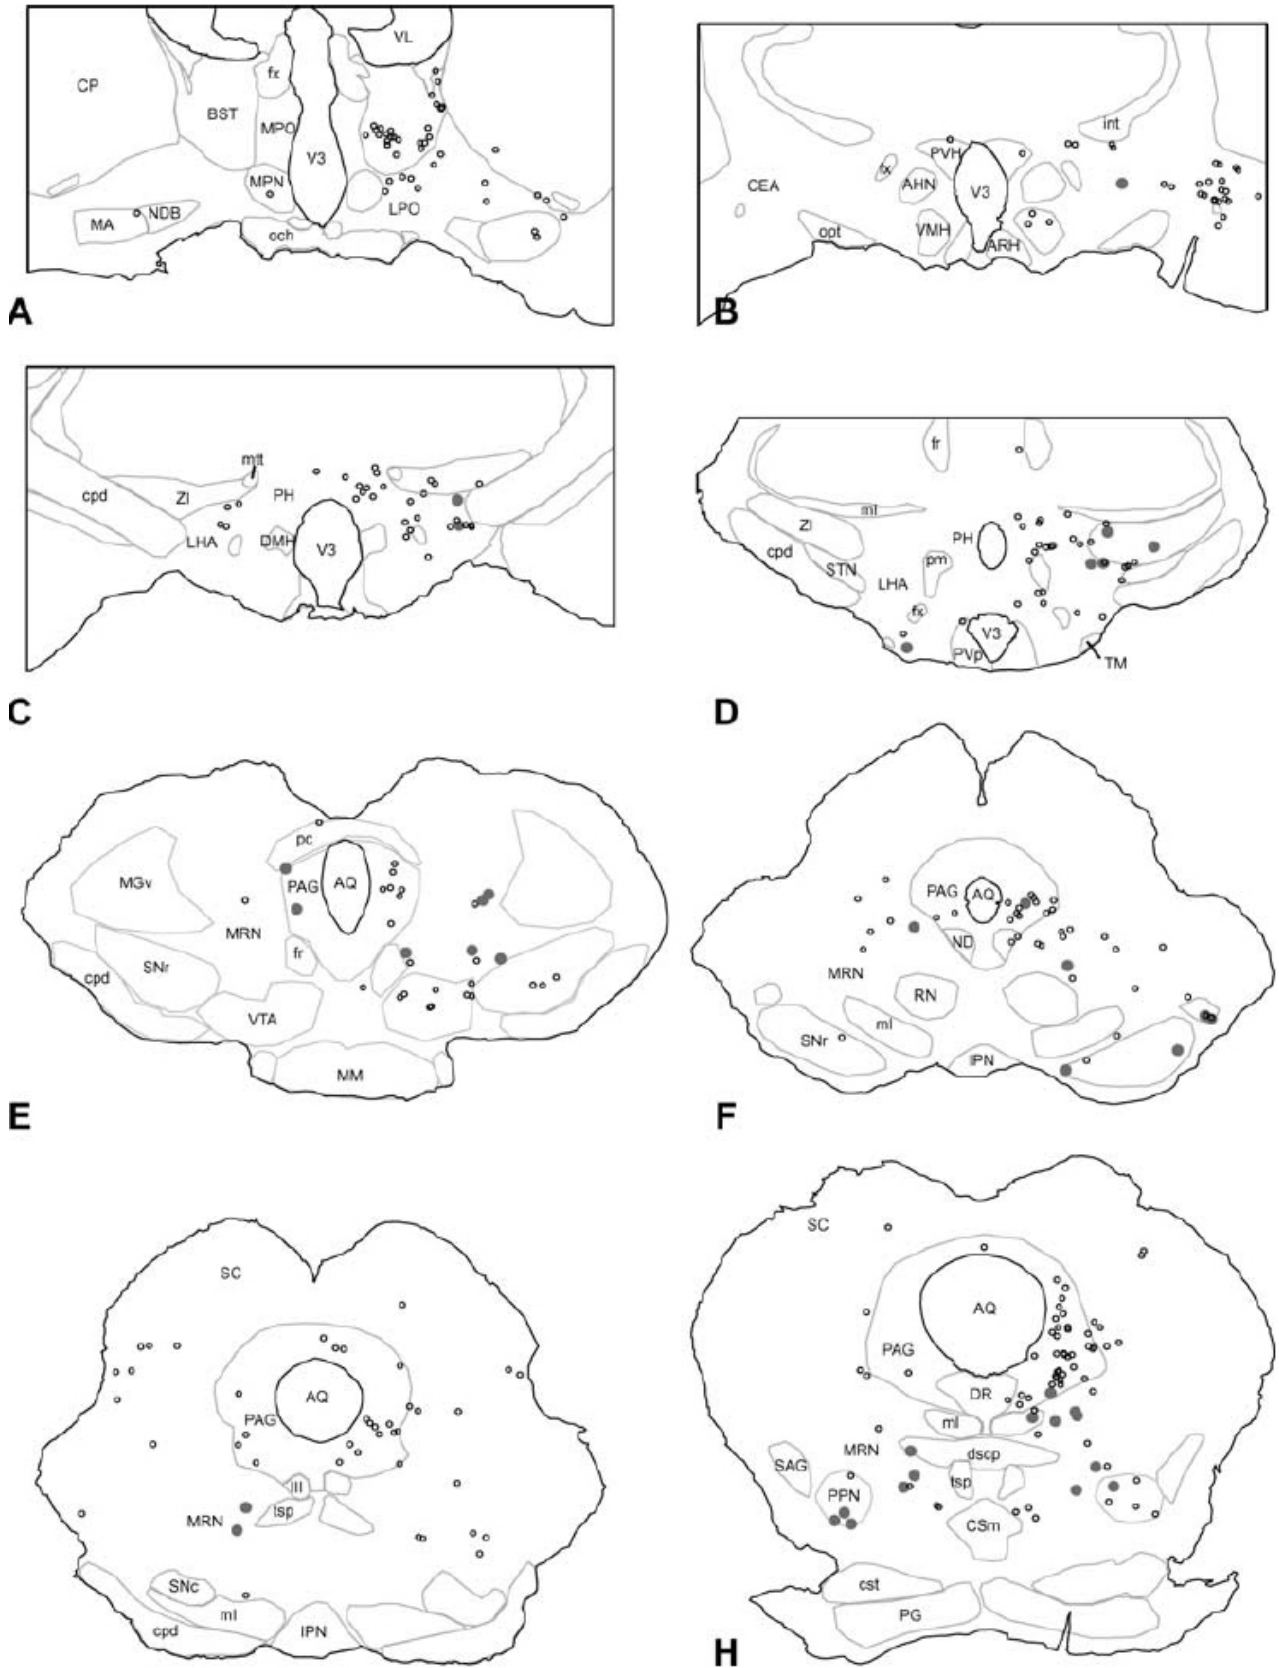 VL
CP
fx
BST
MPO
V3
MPN
LPO
MA
NDB
och
A
int
PVH
fx
AHN
CEA
V3
opt
VMH
ARH
B
mtt
cpd
ZI
PH
LHA
DMH
V3
C
fr
ml
ZI
PH
cpd
STN
pm
LHA
fx
V3
PVp
TM
D
pc
MGv
PAG
AQ
MRN
fr
SNr
cpd
VTA
MM
E
PAG
AQ
ND
MRN
RN
ml
SNr
IPN
F
SC
AQ
PAG
III
MRN
tsp
SNc
ml
cpd
IPN
SC
AQ
PAG
DR
ml
MRN
dscp
SAG
tsp
PPN
CSm
cst
PG
H